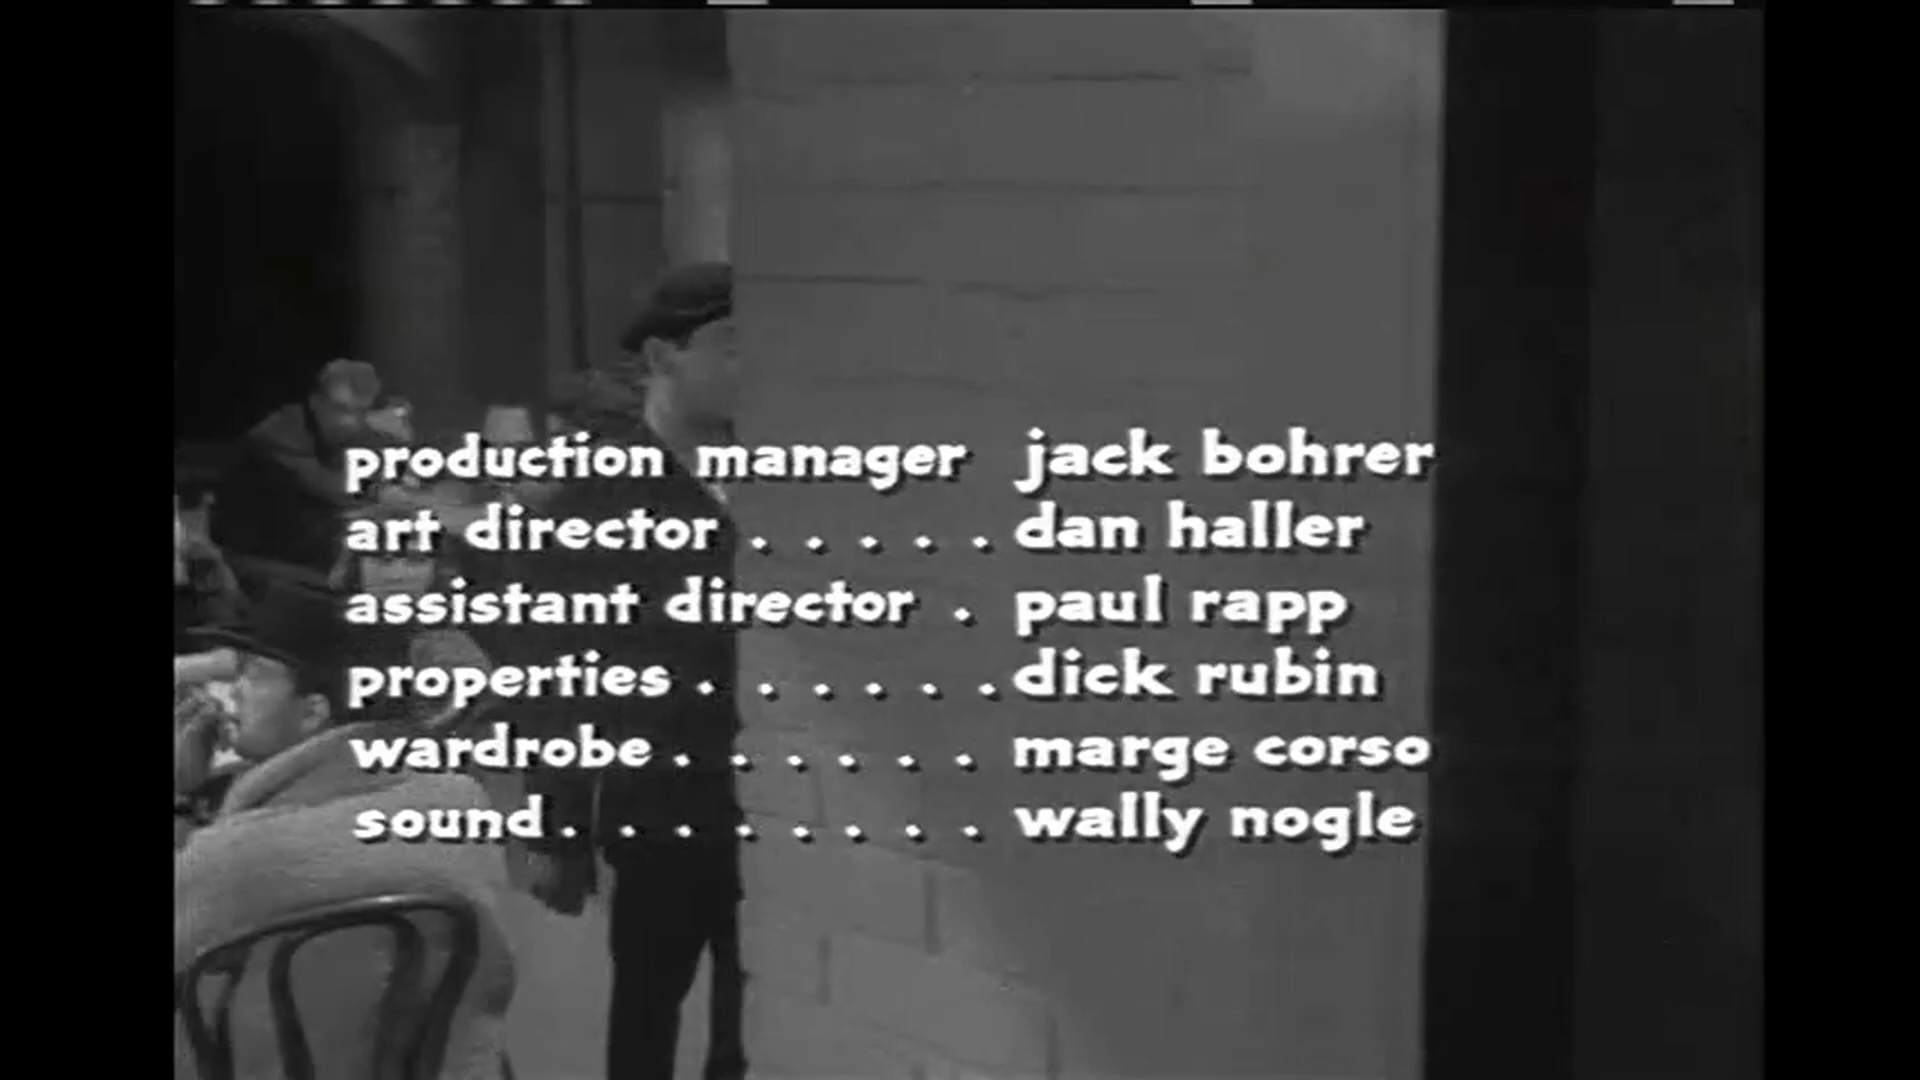 production manager jack bohrer
art director . . . . . dan haller
assistant director . paul rapp
properties . . . . . . dick rubin
wardrobe . . . . . . marge corso
sound . . . . . . . . wally nogle